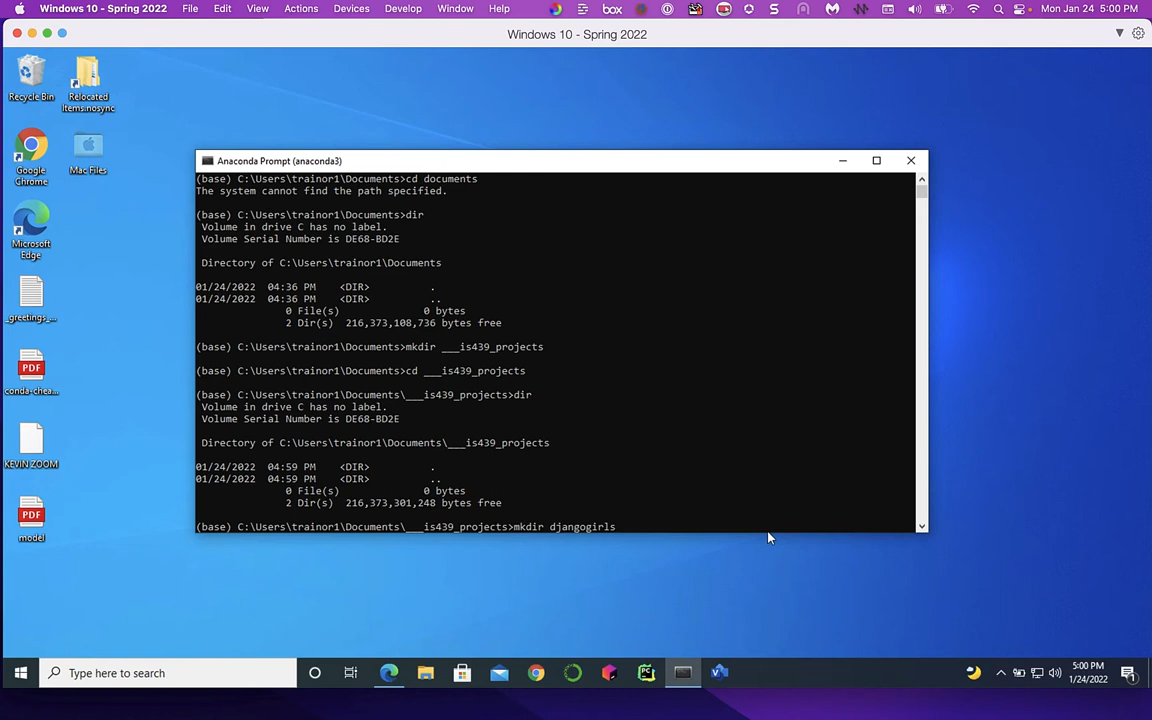 Windows 10 - Spring 2022 File Edit View Actions Devices Develop Window Help box Mon Jan 24 5:00 PM
Windows 10 - Spring 2022
Recycle Bin
Relocated Items.nosync
Google Chrome
Mac Files
Microsoft Edge
_greetings_...
PDF
conda-chea...
KEVIN ZOOM
PDF
model
Anaconda Prompt (anaconda3)
(base) C:\Users\trainor1\Documents>cd documents
The system cannot find the path specified.
(base) C:\Users\trainor1\Documents>dir
Volume in drive C has no label.
Volume Serial Number is DE68-BD2E
Directory of C:\Users\trainor1\Documents
01/24/2022 04:36 PM <DIR> .
01/24/2022 04:36 PM <DIR> ..
0 File(s) 0 bytes
2 Dir(s) 216,373,108,736 bytes free
(base) C:\Users\trainor1\Documents>mkdir ___is439_projects
(base) C:\Users\trainor1\Documents>cd ___is439_projects
(base) C:\Users\trainor1\Documents\___is439_projects>dir
Volume in drive C has no label.
Volume Serial Number is DE68-BD2E
Directory of C:\Users\trainor1\Documents\___is439_projects
01/24/2022 04:59 PM <DIR> .
01/24/2022 04:59 PM <DIR> ..
0 File(s) 0 bytes
2 Dir(s) 216,373,301,248 bytes free
(base) C:\Users\trainor1\Documents\___is439_projects>mkdir djangogirls
Type here to search
5:00 PM
1/24/2022